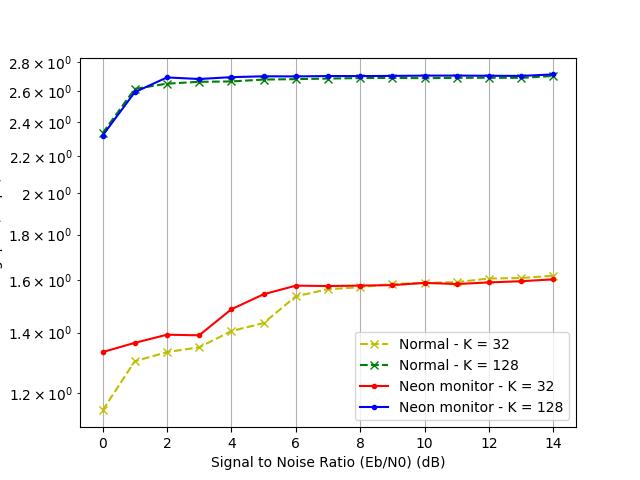 2.8 × 10⁰
2.6 × 10⁰
2.4 × 10⁰
2.2 × 10⁰
2 × 10⁰
1.8 × 10⁰
1.6 × 10⁰
1.4 × 10⁰
1.2 × 10⁰
Normal - K = 32
Normal - K = 128
Neon monitor - K = 32
Neon monitor - K = 128
0 2 4 6 8 10 12 14
Signal to Noise Ratio (Eb/N0) (dB)